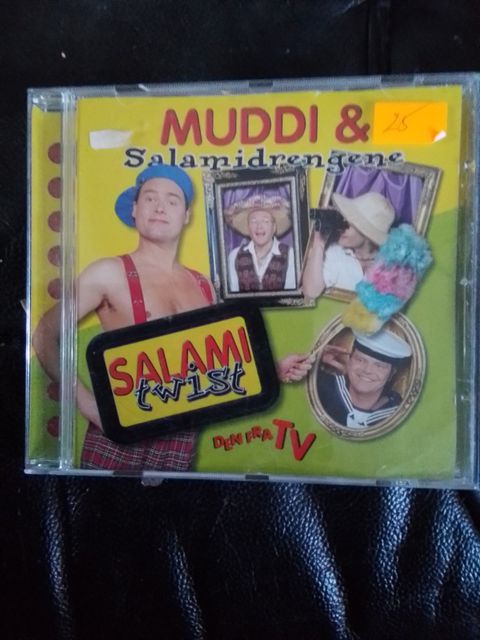 MUDDI &
25
Salamidrengene
SALAMI
twist
DEN FRA TV